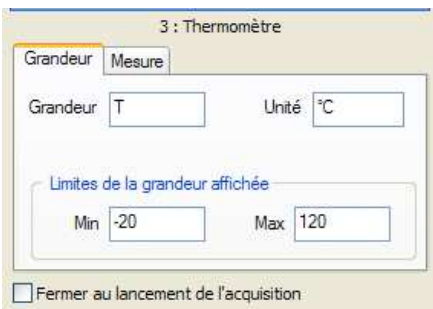 3 : Thermomètre
Grandeur Mesure
Grandeur T Unité °C
Limites de la grandeur affichée
Min -20 Max 120
Fermer au lancement de l'acquisition